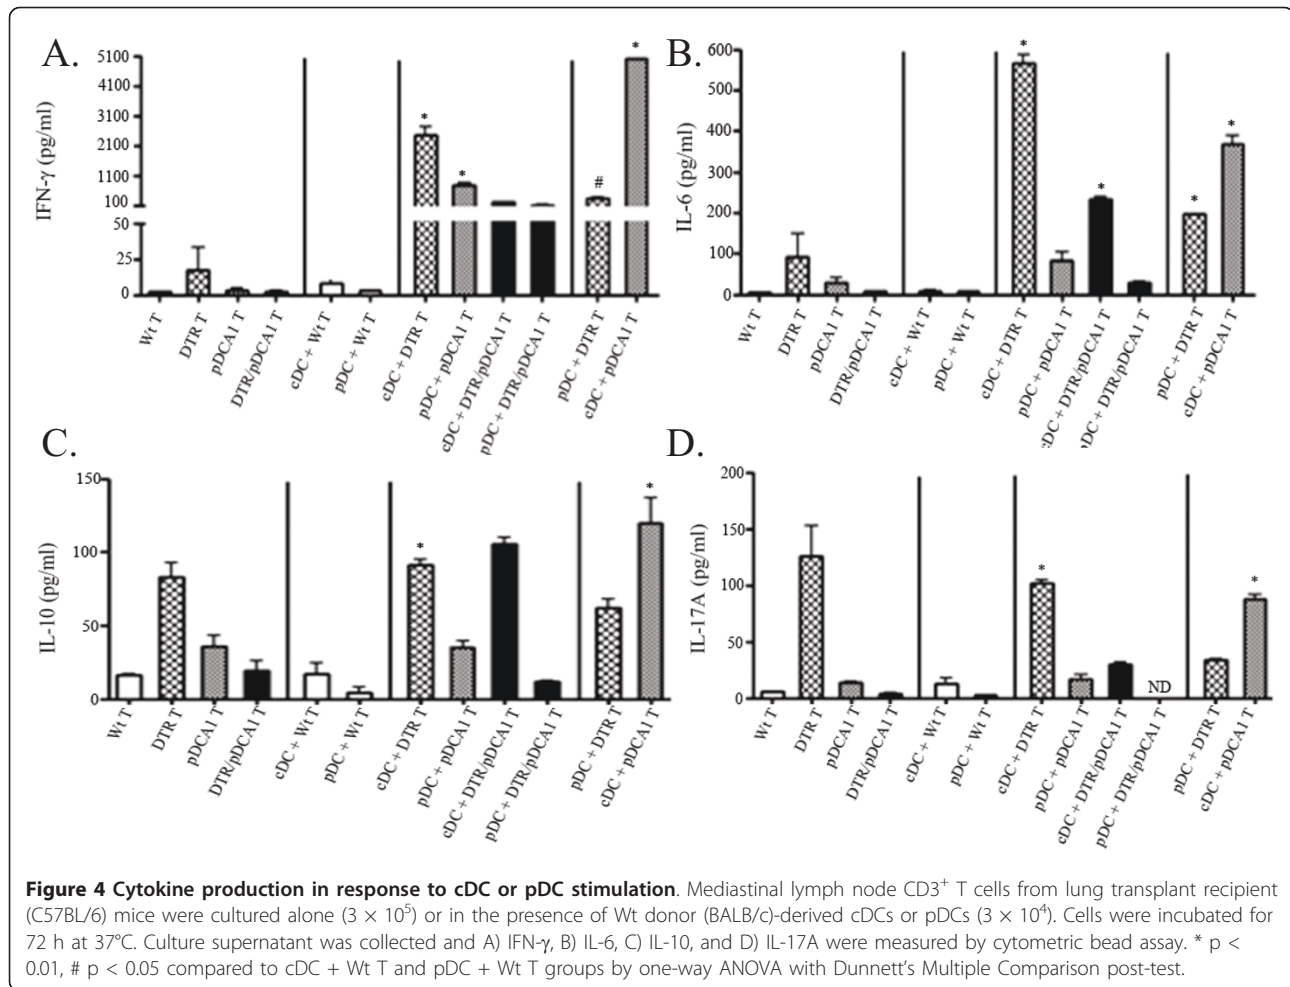 A.
IFN-γ (pg/ml)
5100
4100
3100
2100
1100
100
50
25
0
*
*
#
*
Wt T
DTR T
pDCA1 T
DTR/pDCA1 T
cDC + Wt T
pDC + Wt T
cDC + DTR T
pDC + pDCA1 T
cDC + DTR/pDCA1 T
pDC + DTR/pDCA1 T
pDC + DTR T
cDC + pDCA1 T
B.
IL-6 (pg/ml)
600
500
400
300
200
100
0
*
*
*
*
Wt T
DTR T
pDCA1 T
DTR/pDCA1 T
cDC + Wt T
pDC + Wt T
cDC + DTR T
pDC + pDCA1 T
cDC + DTR/pDCA1 T
pDC + DTR/pDCA1 T
pDC + DTR T
cDC + pDCA1 T
C.
IL-10 (pg/ml)
150
100
50
0
*
*
Wt T
DTR T
pDCA1 T
DTR/pDCA1 T
cDC + Wt T
pDC + Wt T
cDC + DTR T
pDC + pDCA1 T
cDC + DTR/pDCA1 T
pDC + DTR/pDCA1 T
pDC + DTR T
cDC + pDCA1 T
D.
IL-17A (pg/ml)
200
150
100
50
0
*
ND
*
Wt T
DTR T
pDCA1 T
DTR/pDCA1 T
cDC + Wt T
pDC + Wt T
cDC + DTR T
pDC + pDCA1 T
cDC + DTR/pDCA1 T
pDC + DTR/pDCA1 T
pDC + DTR T
cDC + pDCA1 T
Figure 4 Cytokine production in response to cDC or pDC stimulation. Mediastinal lymph node CD3⁺ T cells from lung transplant recipient
(C57BL/6) mice were cultured alone (3 × 10⁵) or in the presence of Wt donor (BALB/c)-derived cDCs or pDCs (3 × 10⁴). Cells were incubated for
72 h at 37°C. Culture supernatant was collected and A) IFN-γ, B) IL-6, C) IL-10, and D) IL-17A were measured by cytometric bead assay. * p <
0.01, # p < 0.05 compared to cDC + Wt T and pDC + Wt T groups by one-way ANOVA with Dunnett's Multiple Comparison post-test.